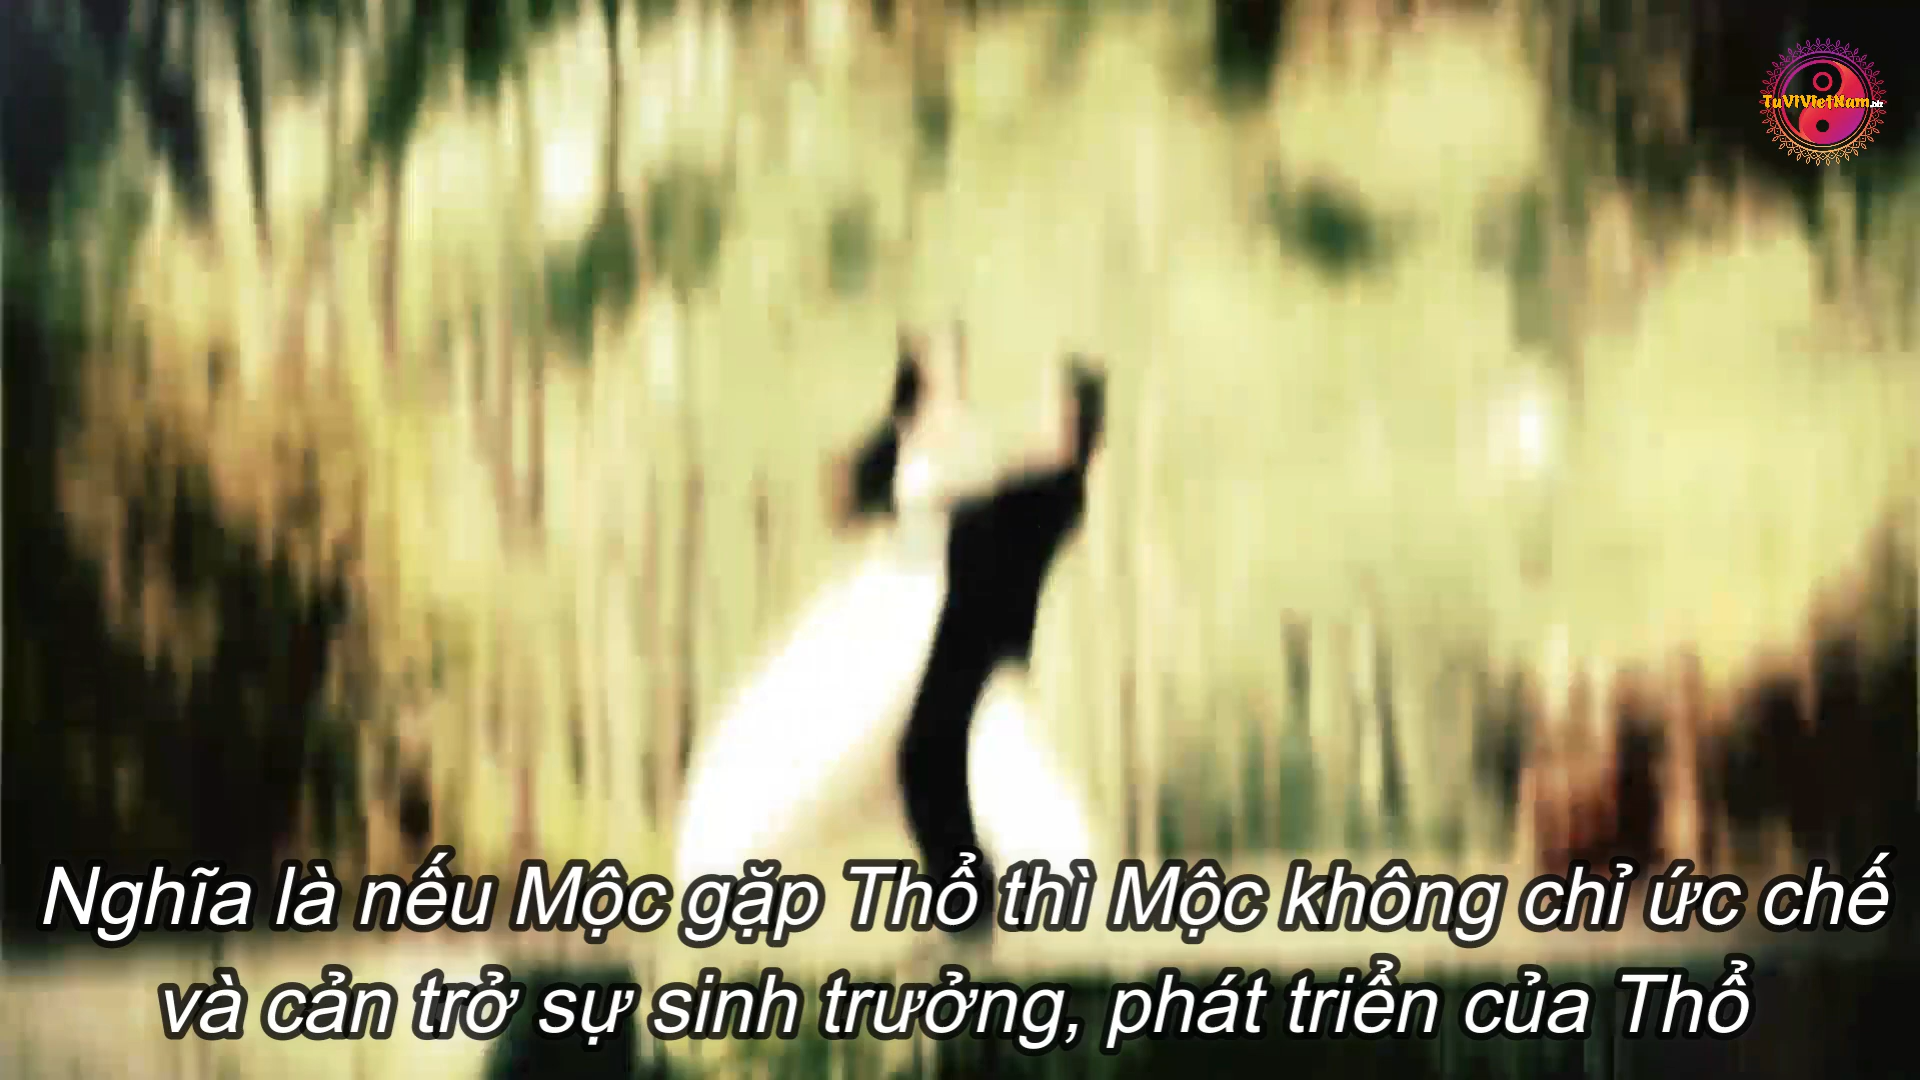 TuViVietNam.biz
Nghĩa là nếu Mộc gặp Thổ thì Mộc không chỉ ức chế
và cản trở sự sinh trưởng, phát triển của Thổ